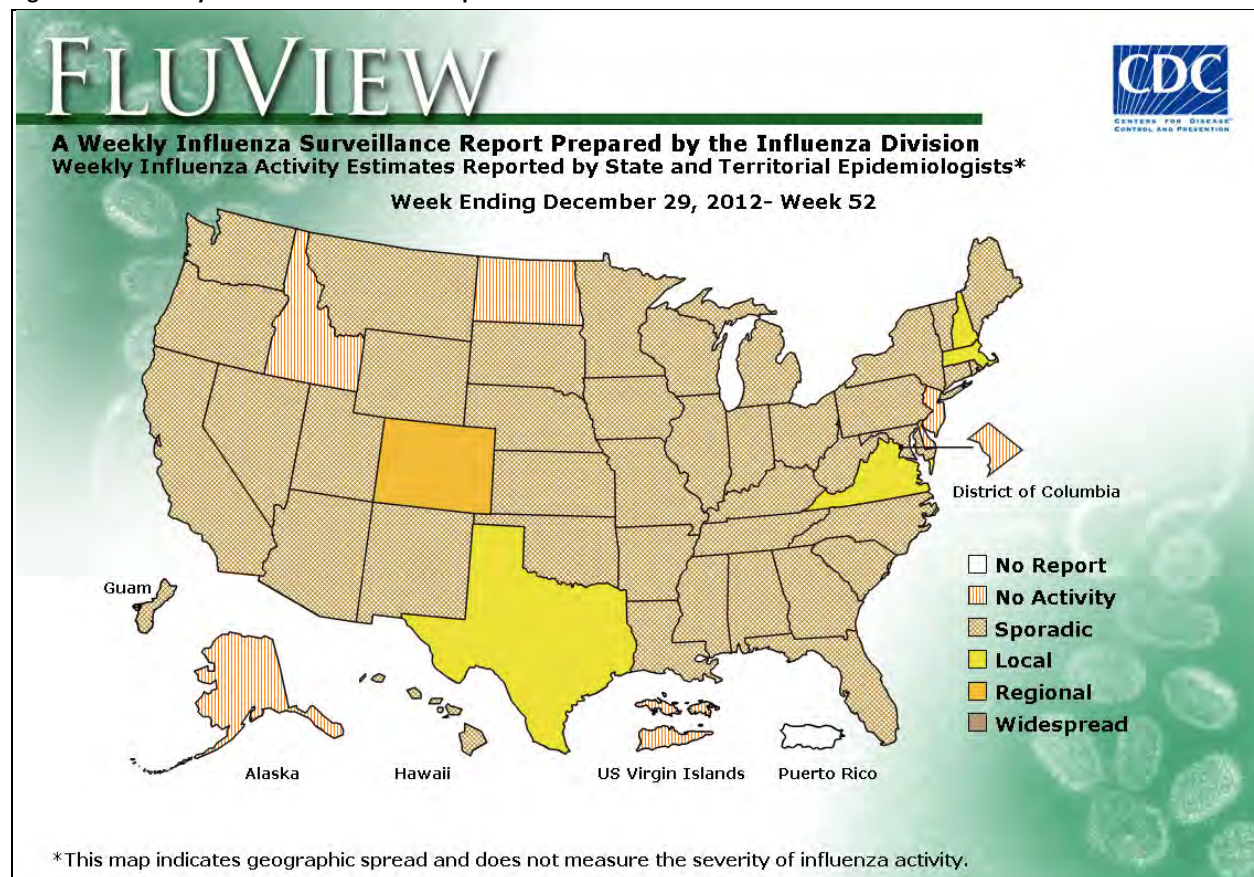 FLUVIEW
CDC
CENTERS FOR DISEASE
CONTROL AND PREVENTION
A Weekly Influenza Surveillance Report Prepared by the Influenza Division
Weekly Influenza Activity Estimates Reported by State and Territorial Epidemiologists*
Week Ending December 29, 2012- Week 52
District of Columbia
No Report
No Activity
Sporadic
Local
Regional
Widespread
Guam
Alaska
Hawaii
US Virgin Islands
Puerto Rico
*This map indicates geographic spread and does not measure the severity of influenza activity.